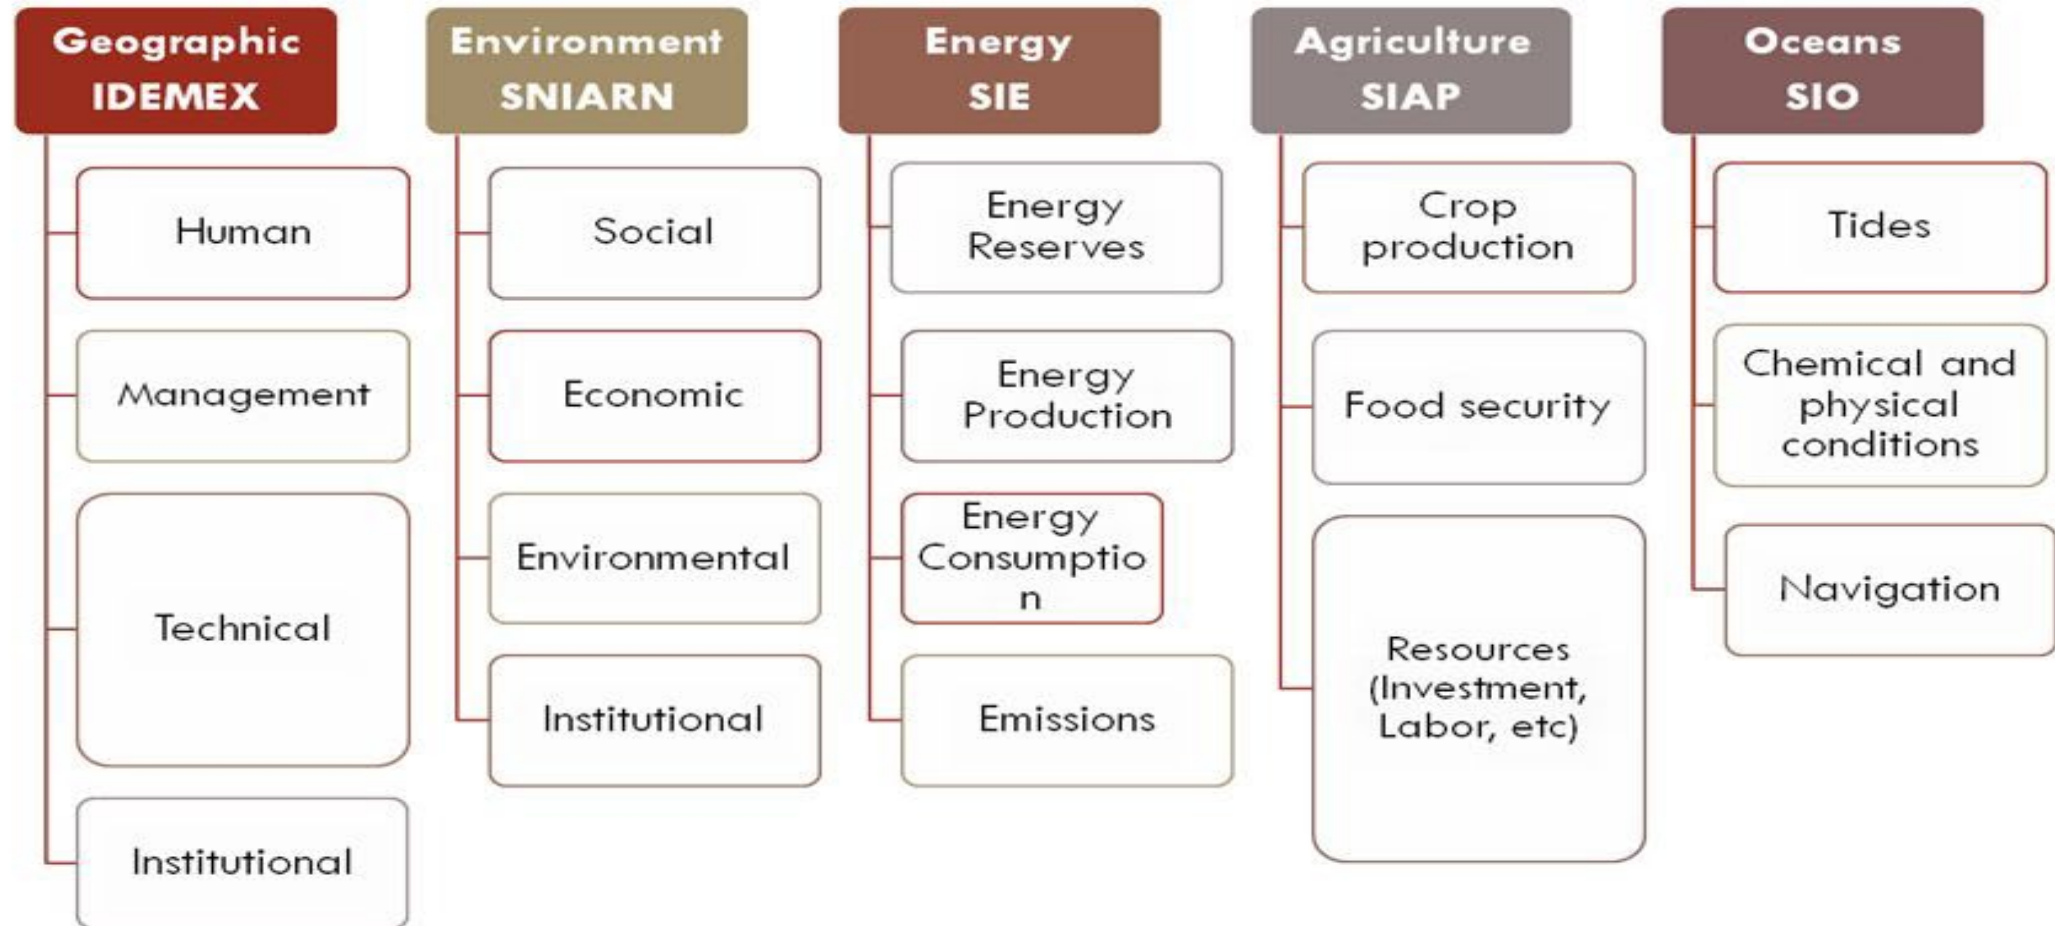 Geographic
IDEMEX
Human
Management
Technical
Institutional
Environment
SNIARN
Social
Economic
Environmental
Institutional
Energy
SIE
Energy
Reserves
Energy
Production
Energy
Consumptio
n
Emissions
Agriculture
SIAP
Crop
production
Food security
Resources
(Investment,
Labor, etc)
Oceans
SIO
Tides
Chemical and
physical
conditions
Navigation